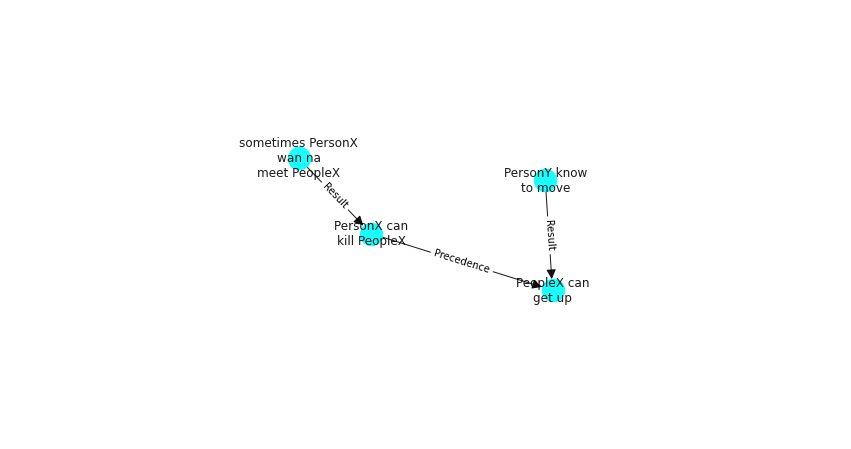 sometimes PersonX
wan na
meet PeopleX
Result
PersonX can
kill PeopleX
Precedence
PersonY know
to move
Result
PeopleX can
get up